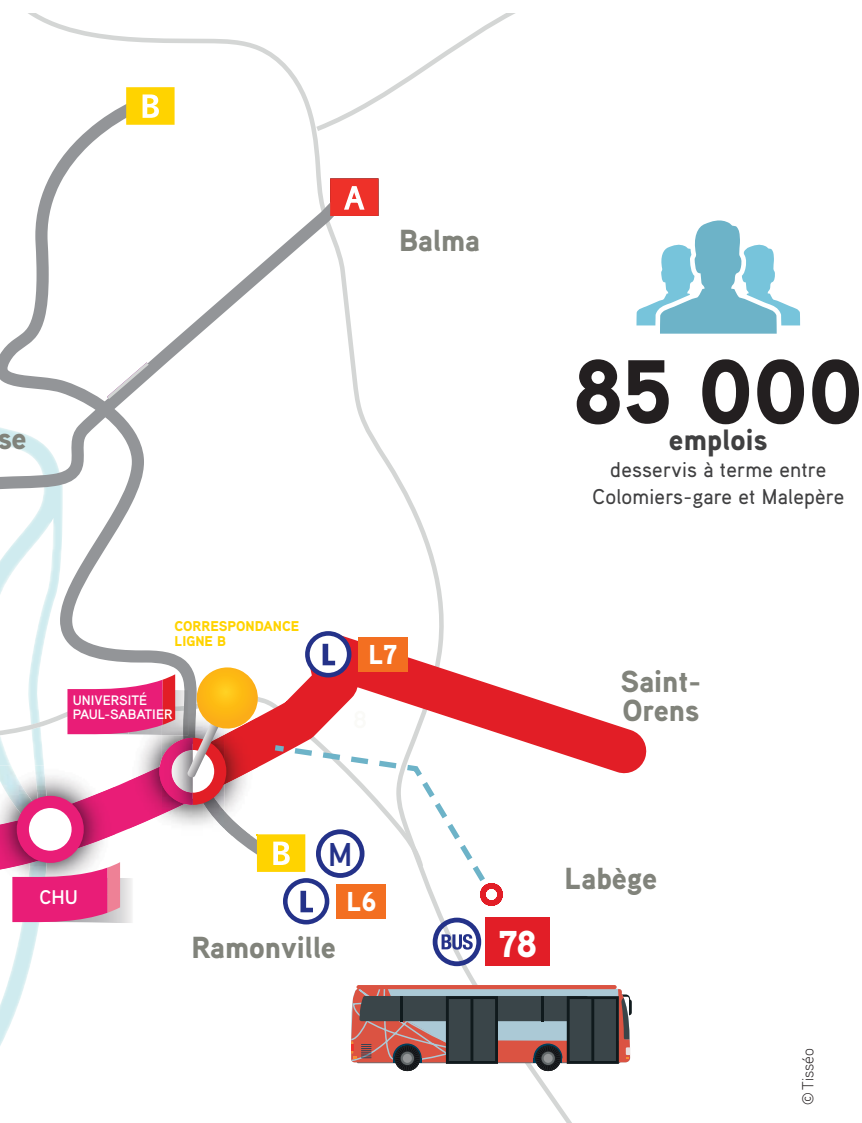 B
A
Balma
85 000
emplois
desservis à terme entre
Colomiers-gare et Malepère
se
CORRESPONDANCE
LIGNE B
L L7
Saint-
Orens
UNIVERSITÉ
PAUL-SABATIER
8
B M
CHU
L L6
Labège
Ramonville
BUS 78
© Tisséo